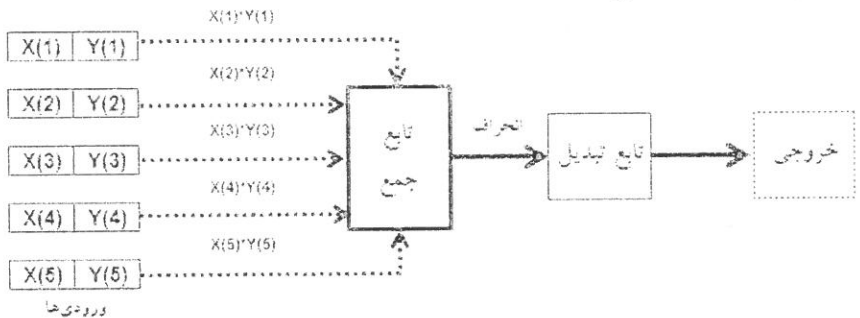 X(1)*Y(1)
X(1) Y(1)
X(2)*Y(2)
X(2) Y(2)
X(3)*Y(3)
X(3) Y(3)
X(4)*Y(4)
X(4) Y(4)
X(5)*Y(5)
X(5) Y(5)
ورودی‌ها
تابع
جمع
انحراف
تابع تبدیل
خروجی